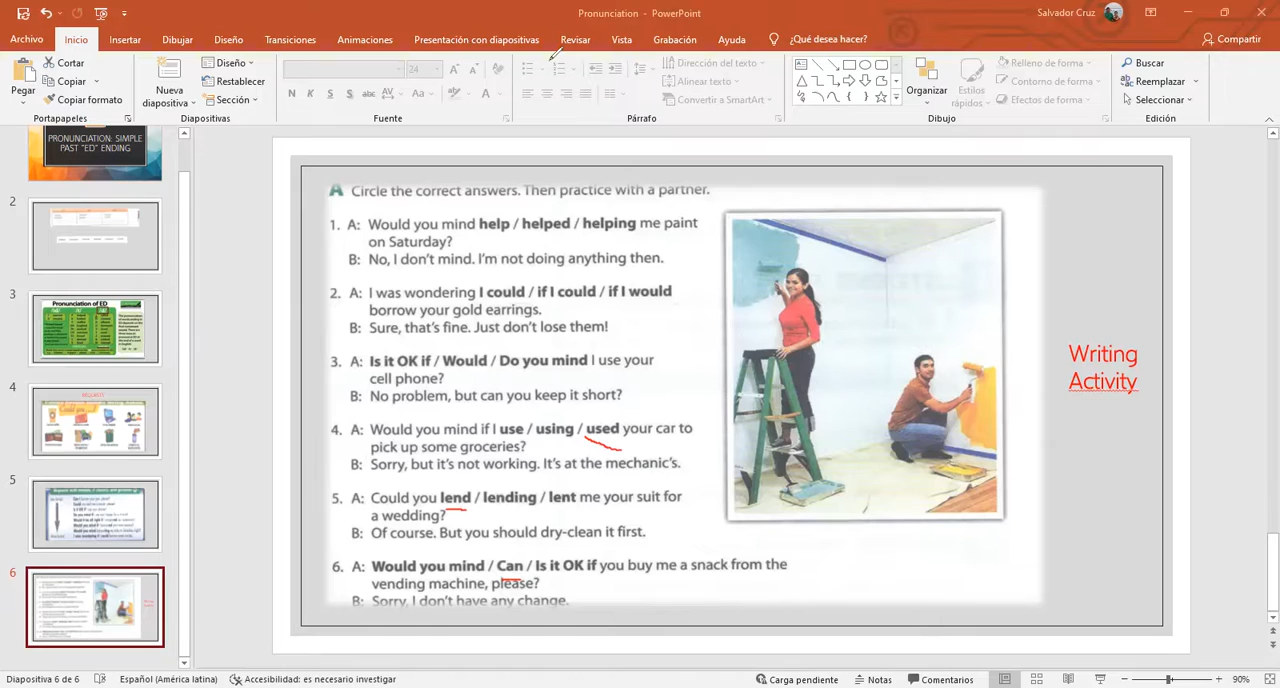 Pronunciation - PowerPoint
Salvador Cruz
Archivo Inicio Insertar Dibujar Diseño Transiciones Animaciones Presentación con diapositivas Revisar Vista Grabación Ayuda ¿Qué desea hacer? Compartir
Pegar
Cortar
Copiar
Copiar formato
Portapapeles
Nueva
diapositiva
Diseño
Restablecer
Sección
Diapositivas
24
N K S S abc AV Aa A
Fuente
Dirección del texto
Alinear texto
Convertir a SmartArt
Párrafo
Organizar
Estilos
rápidos
Relleno de forma
Contorno de forma
Efectos de forma
Dibujo
Buscar
Reemplazar
Seleccionar
Edición
PRONUNCIATION: SIMPLE
PAST "ED" ENDING
2
3
Pronunciation of ED
4
REQUESTS
5
6
A Circle the correct answers. Then practice with a partner.
1. A: Would you mind help / helped / helping me paint
on Saturday?
B: No, I don't mind. I'm not doing anything then.
2. A: I was wondering I could / if I could / if I would
borrow your gold earrings.
B: Sure, that's fine. Just don't lose them!
3. A: Is it OK if / Would / Do you mind I use your
cell phone?
B: No problem, but can you keep it short?
4. A: Would you mind if I use / using / used your car to
pick up some groceries?
B: Sorry, but it's not working. It's at the mechanic's.
5. A: Could you lend / lending / lent me your suit for
a wedding?
B: Of course. But you should dry-clean it first.
6. A: Would you mind / Can / Is it OK if you buy me a snack from the
vending machine, please?
B: Sorry, I don't have any change.
Writing
Activity
Diapositiva 6 de 6 Español (América latina) Accesibilidad: es necesario investigar Carga pendiente Notas Comentarios 90%